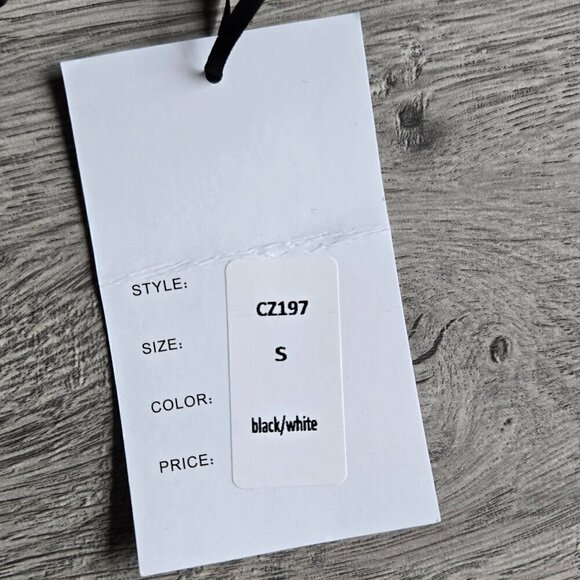 STYLE: CZ197
SIZE: S
COLOR: black/white
PRICE: